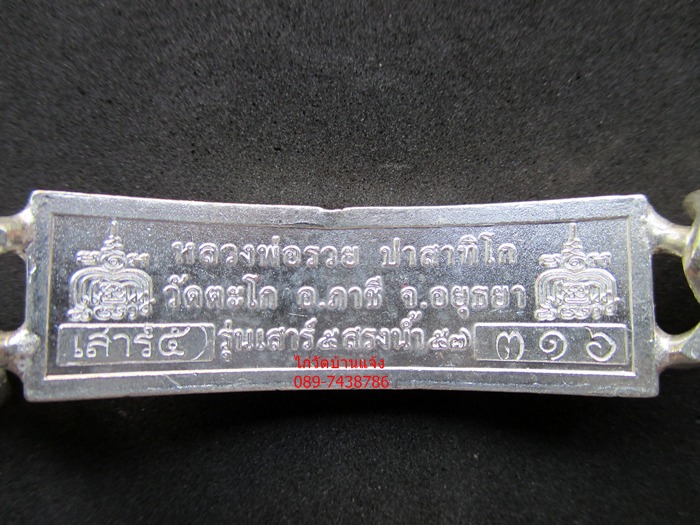 หลวงพ่อรวย ปาสาทิโก
วัดตะโก อ.ภาชี จ.อยุธยา
เสาร์๕ รุ่นเสาร์๕สรงน้ำ๕๗ ๓๑๖
ไก่วัดบ้านแจ้ง
089-7438786